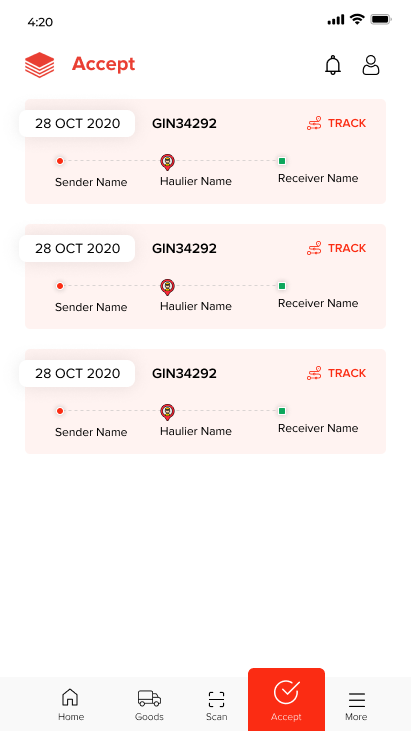 4:20
Accept
28 OCT 2020 GIN34292 TRACK
Sender Name Haulier Name Receiver Name
28 OCT 2020 GIN34292 TRACK
Sender Name Haulier Name Receiver Name
28 OCT 2020 GIN34292 TRACK
Sender Name Haulier Name Receiver Name
Home Goods Scan Accept More